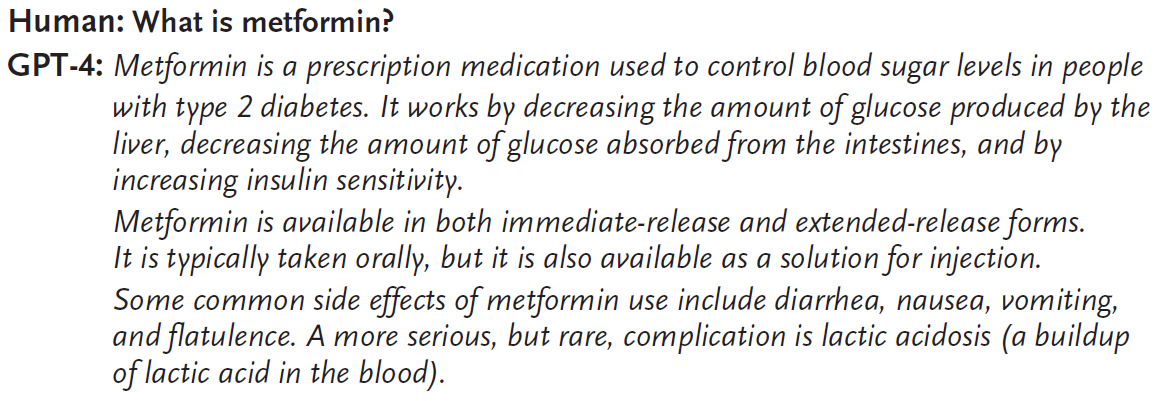 Human: What is metformin?
GPT-4: Metformin is a prescription medication used to control blood sugar levels in people
with type 2 diabetes. It works by decreasing the amount of glucose produced by the
liver, decreasing the amount of glucose absorbed from the intestines, and by
increasing insulin sensitivity.
Metformin is available in both immediate-release and extended-release forms.
It is typically taken orally, but it is also available as a solution for injection.
Some common side effects of metformin use include diarrhea, nausea, vomiting,
and flatulence. A more serious, but rare, complication is lactic acidosis (a buildup
of lactic acid in the blood).